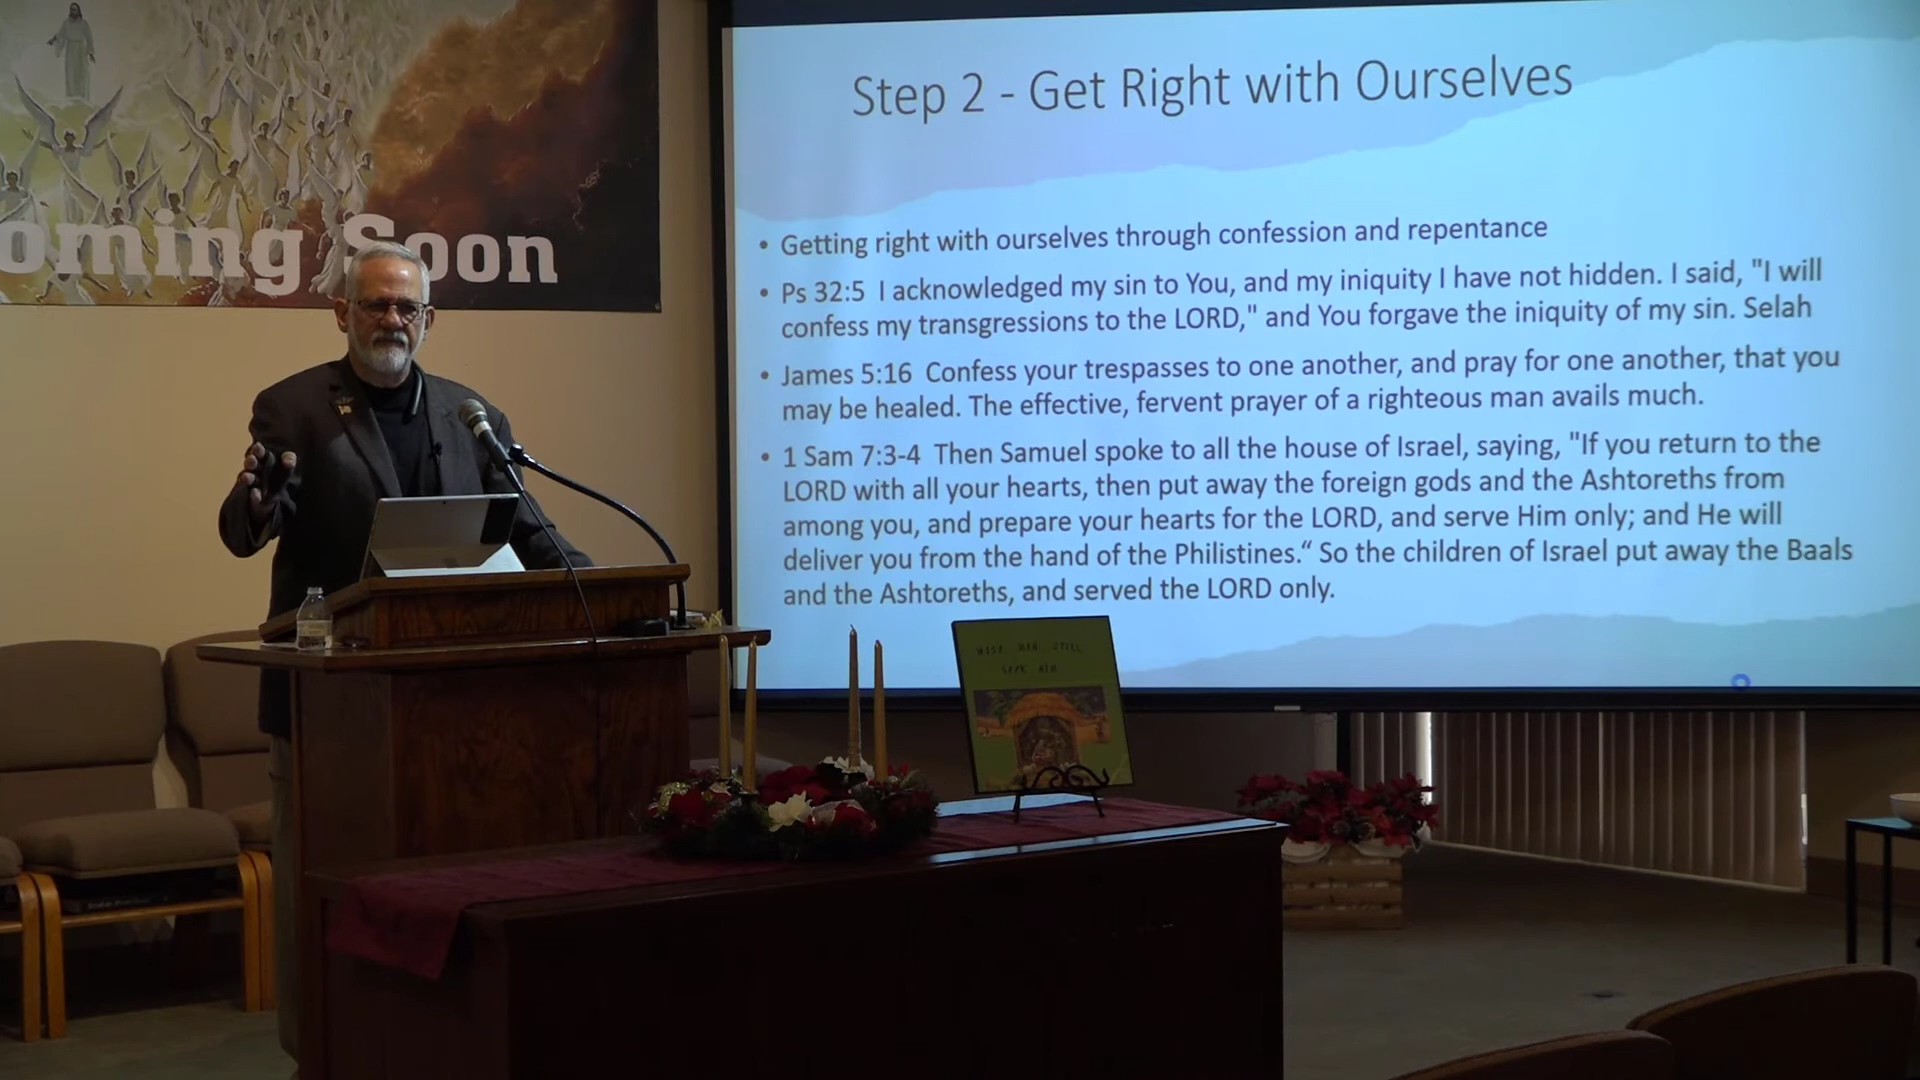 oming Soon
Step 2 - Get Right with Ourselves
• Getting right with ourselves through confession and repentance
• Ps 32:5 I acknowledged my sin to You, and my iniquity I have not hidden. I said, "I will
confess my transgressions to the LORD," and You forgave the iniquity of my sin. Selah
• James 5:16 Confess your trespasses to one another, and pray for one another, that you
may be healed. The effective, fervent prayer of a righteous man avails much.
• 1 Sam 7:3-4 Then Samuel spoke to all the house of Israel, saying, "If you return to the
LORD with all your hearts, then put away the foreign gods and the Ashtoreths from
among you, and prepare your hearts for the LORD, and serve Him only; and He will
deliver you from the hand of the Philistines.“ So the children of Israel put away the Baals
and the Ashtoreths, and served the LORD only.
WISE MEN STILL
SEEK HIM